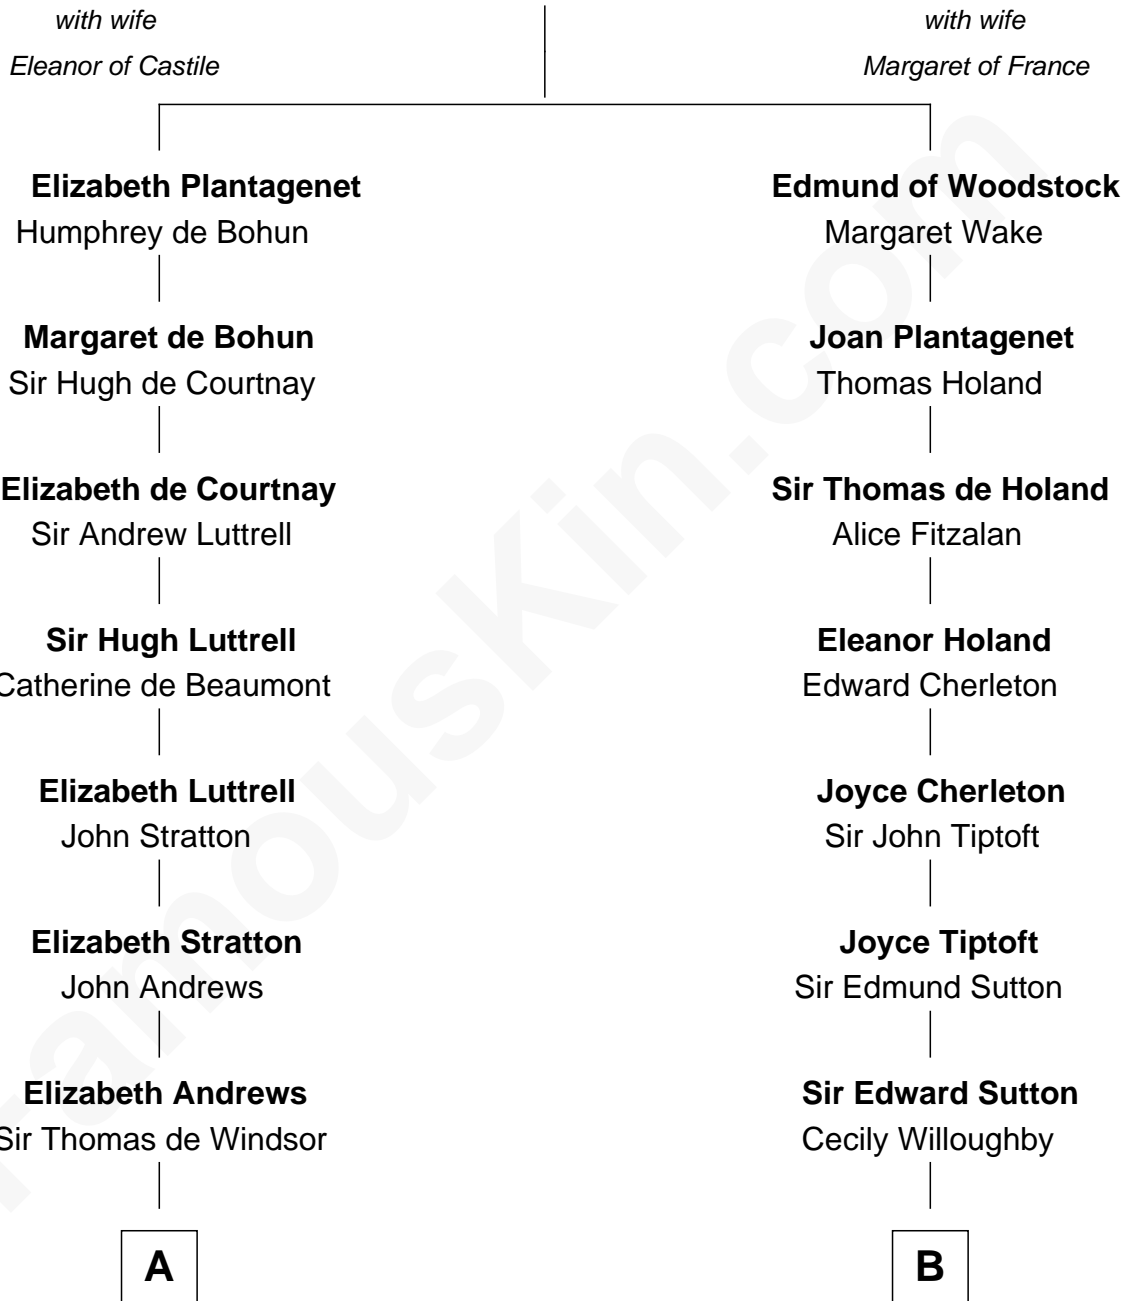 with wife
Eleanor of Castile
with wife
Margaret of France
Elizabeth Plantagenet
Humphrey de Bohun
Edmund of Woodstock
Margaret Wake
Margaret de Bohun
Sir Hugh de Courtnay
Joan Plantagenet
Thomas Holand
Elizabeth de Courtnay
Sir Andrew Luttrell
Sir Thomas de Holand
Alice Fitzalan
Sir Hugh Luttrell
Catherine de Beaumont
Eleanor Holand
Edward Cherleton
Elizabeth Luttrell
John Stratton
Joyce Cherleton
Sir John Tiptoft
Elizabeth Stratton
John Andrews
Joyce Tiptoft
Sir Edmund Sutton
Elizabeth Andrews
Sir Thomas de Windsor
Sir Edward Sutton
Cecily Willoughby
A
B
FamousKin.com